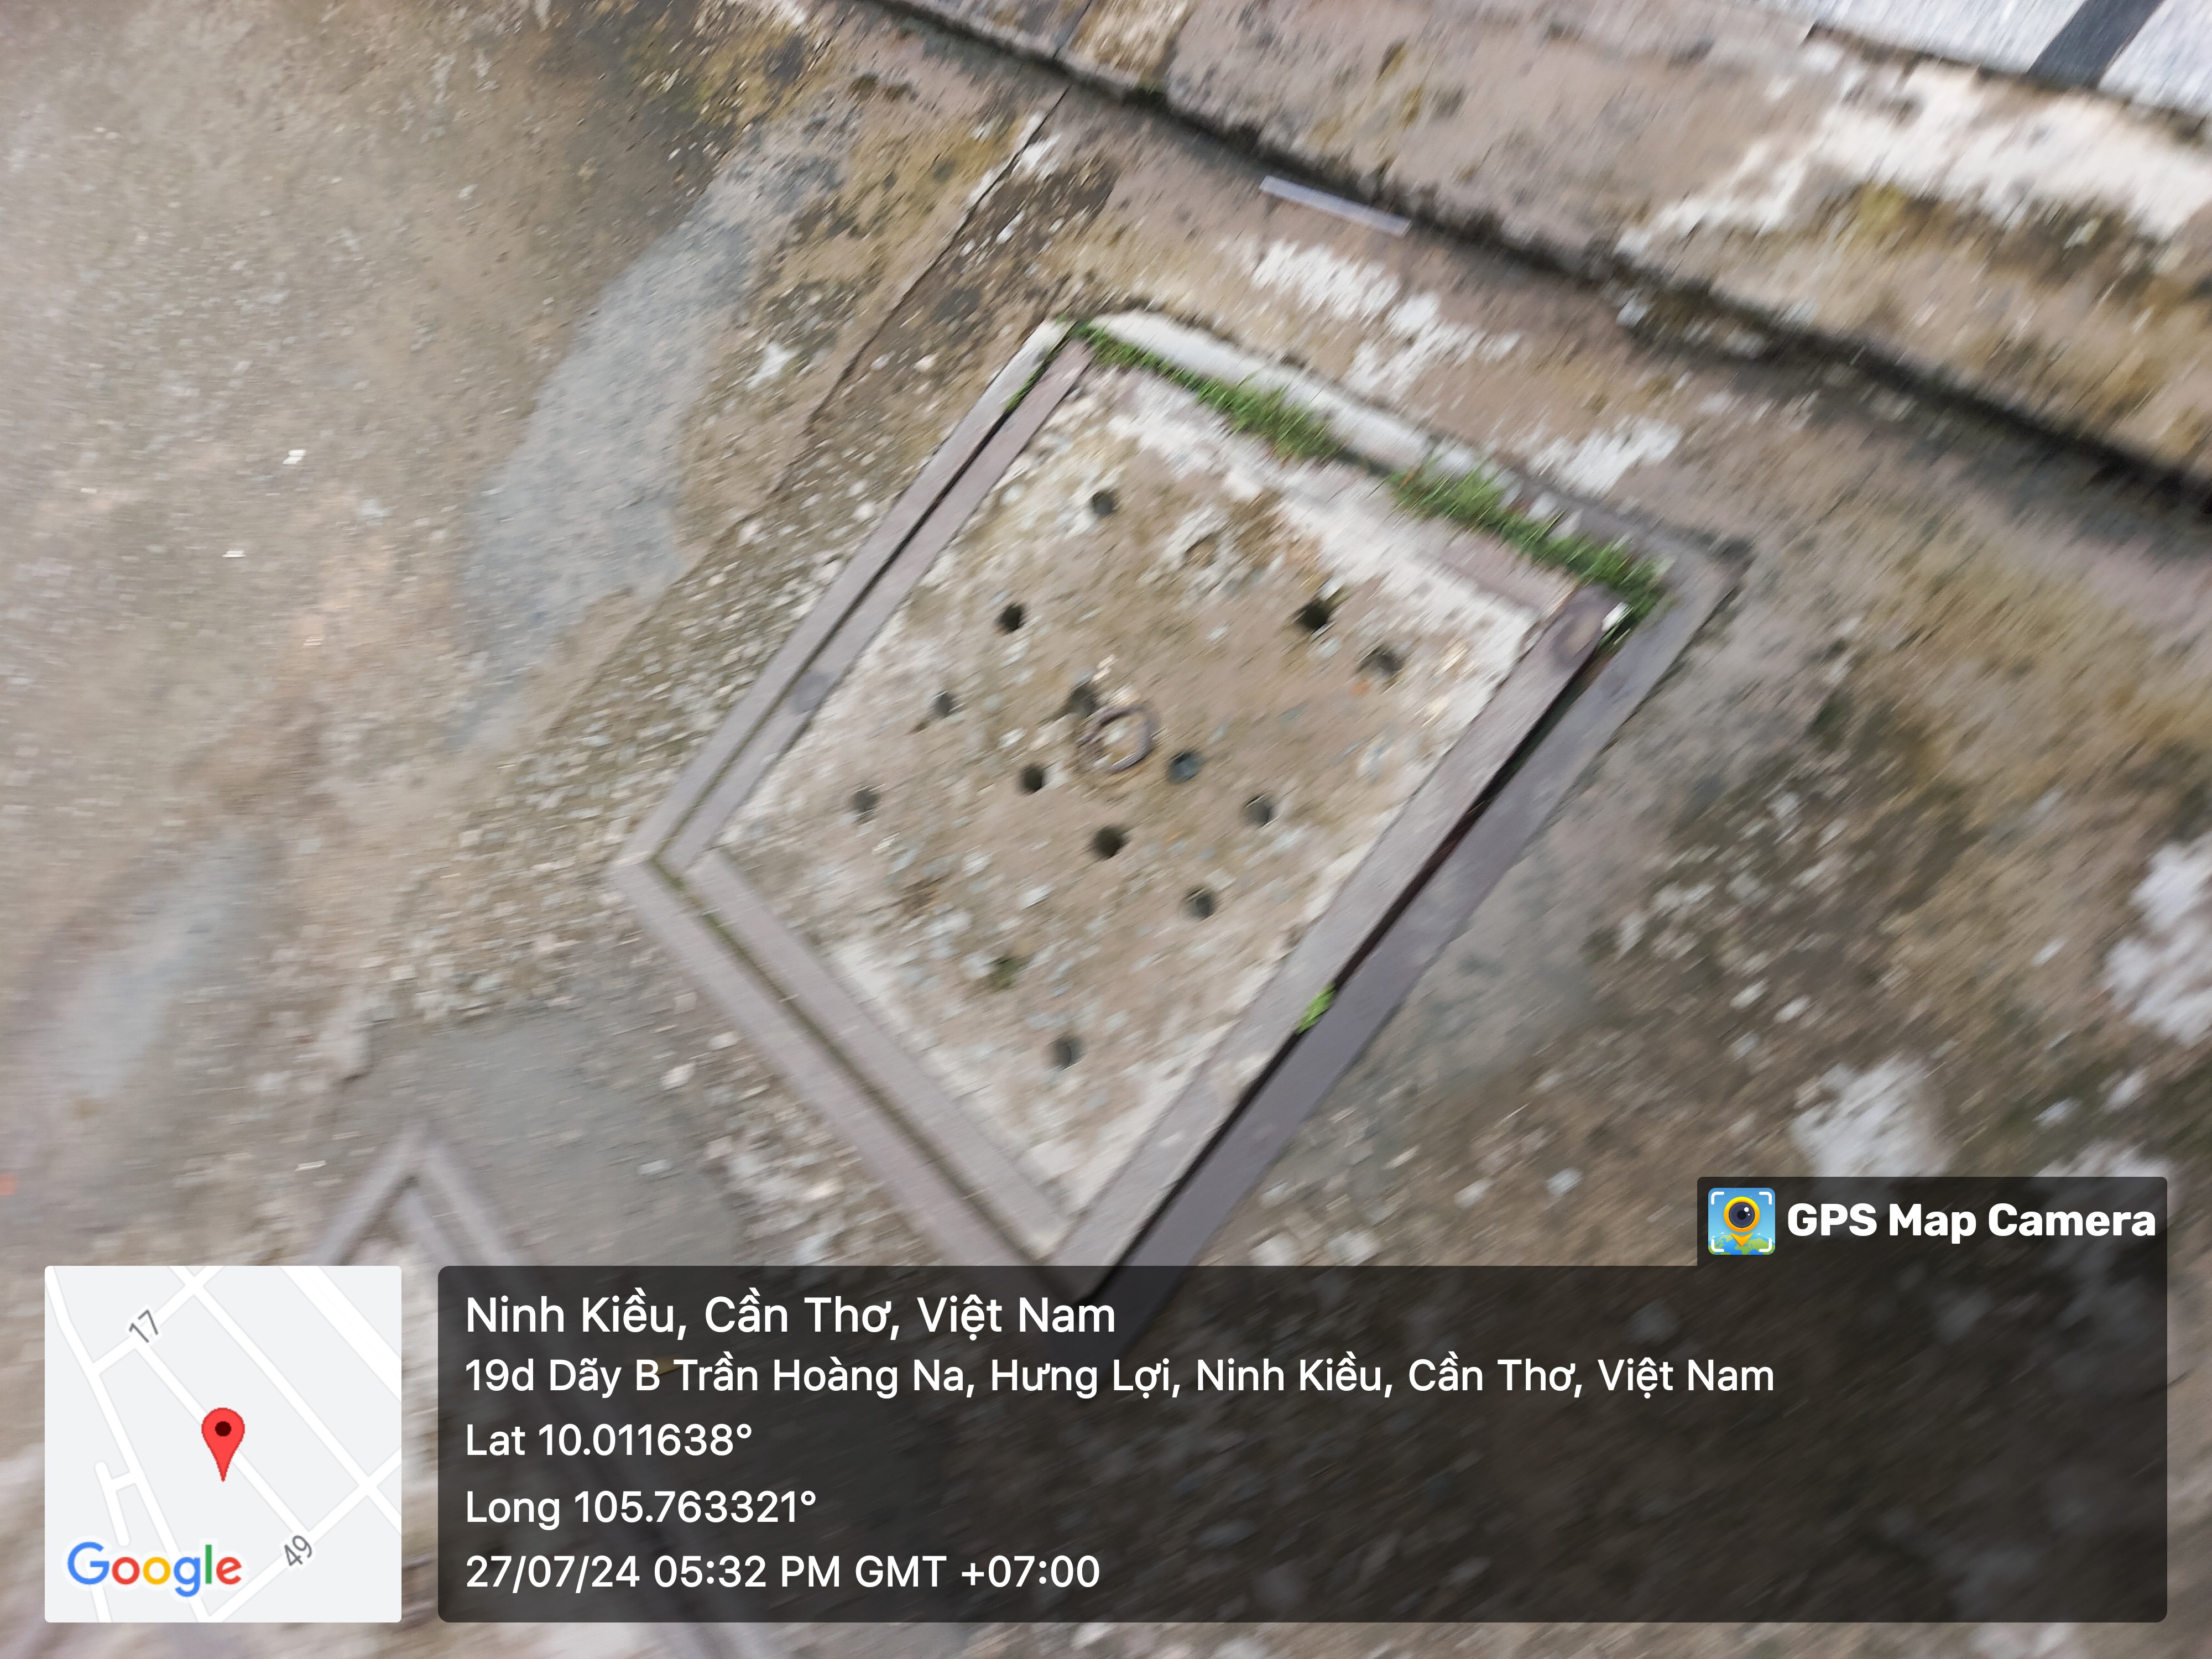 GPS Map Camera
Ninh Kiều, Cần Thơ, Việt Nam
19d Dãy B Trần Hoàng Na, Hưng Lợi, Ninh Kiều, Cần Thơ, Việt Nam
Lat 10.011638°
Long 105.763321°
27/07/24 05:32 PM GMT +07:00
17
49
Google